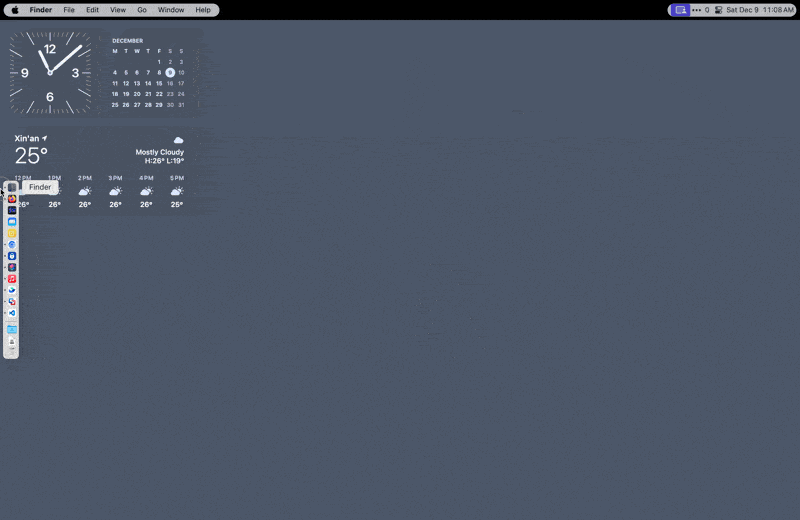 Finder File Edit View Go Window Help
0 Sat Dec 9 11:08 AM
12
9 3
6
DECEMBER
M T W T F S S
1 2 3
4 5 6 7 8 9 10
11 12 13 14 15 16 17
18 19 20 21 22 23 24
25 26 27 28 29 30 31
Xin'an
25°
Mostly Cloudy
H:26° L:19°
12 PM 1 PM 2 PM 3 PM 4 PM 5 PM
Finder
26° 26° 26° 26° 26° 25°